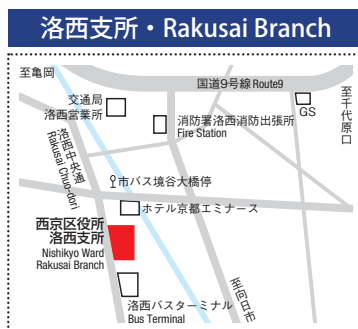 洛西支所・Rakusai Branch
至亀岡
国道9号線 Route9
交通局
洛西営業所
消防署洛西消防出張所
Fire Station
GS
至千代原口
洛西中央通
Rakusai Chuo-dori
市バス境谷大橋停
ホテル京都エミナース
西京区役所
洛西支所
Nishikyo Ward
Rakusai Branch
至向日市
洛西バスターミナル
Bus Terminal